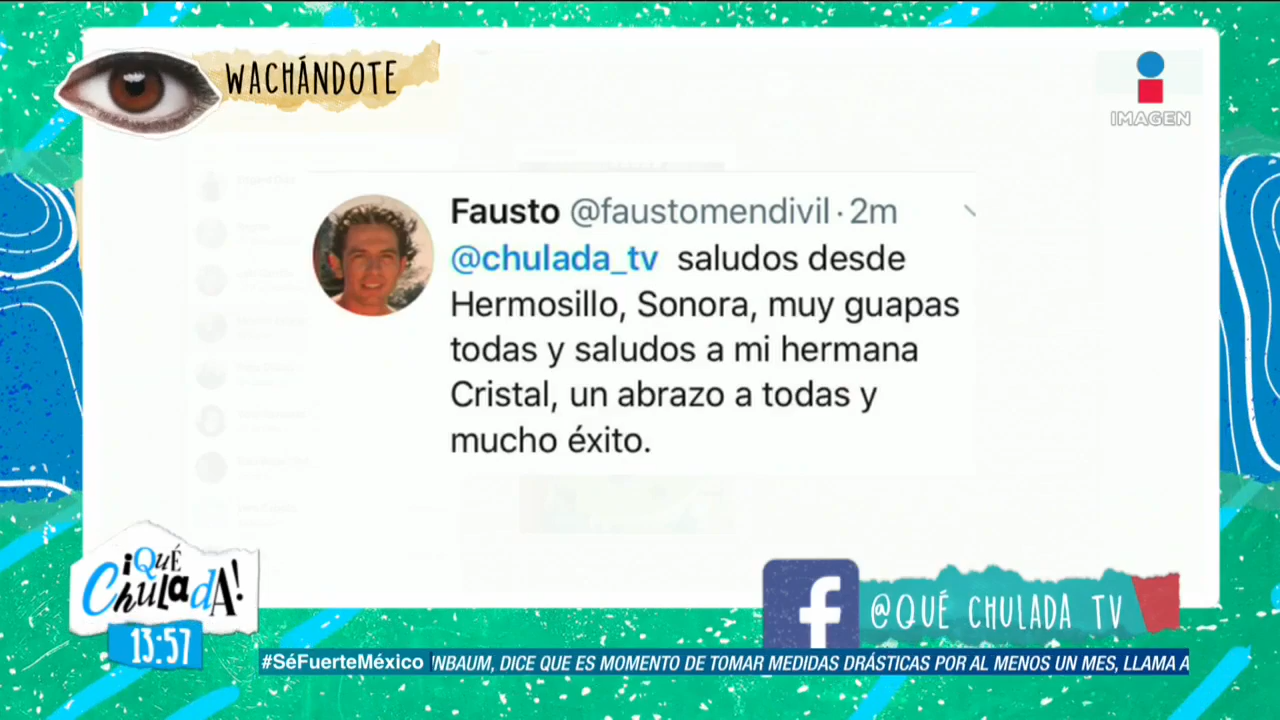 WACHÁNDOTE
IMAGEN
Fausto @faustomendivil · 2m
@chulada_tv saludos desde
Hermosillo, Sonora, muy guapas
todas y saludos a mi hermana
Cristal, un abrazo a todas y
mucho éxito.
¡QUÉ
CHULADA!
f @QUÉ CHULADA TV
13:57
#SéFuerteMéxico NBAUM, DICE QUE ES MOMENTO DE TOMAR MEDIDAS DRÁSTICAS POR AL MENOS UN MES, LLAMA A